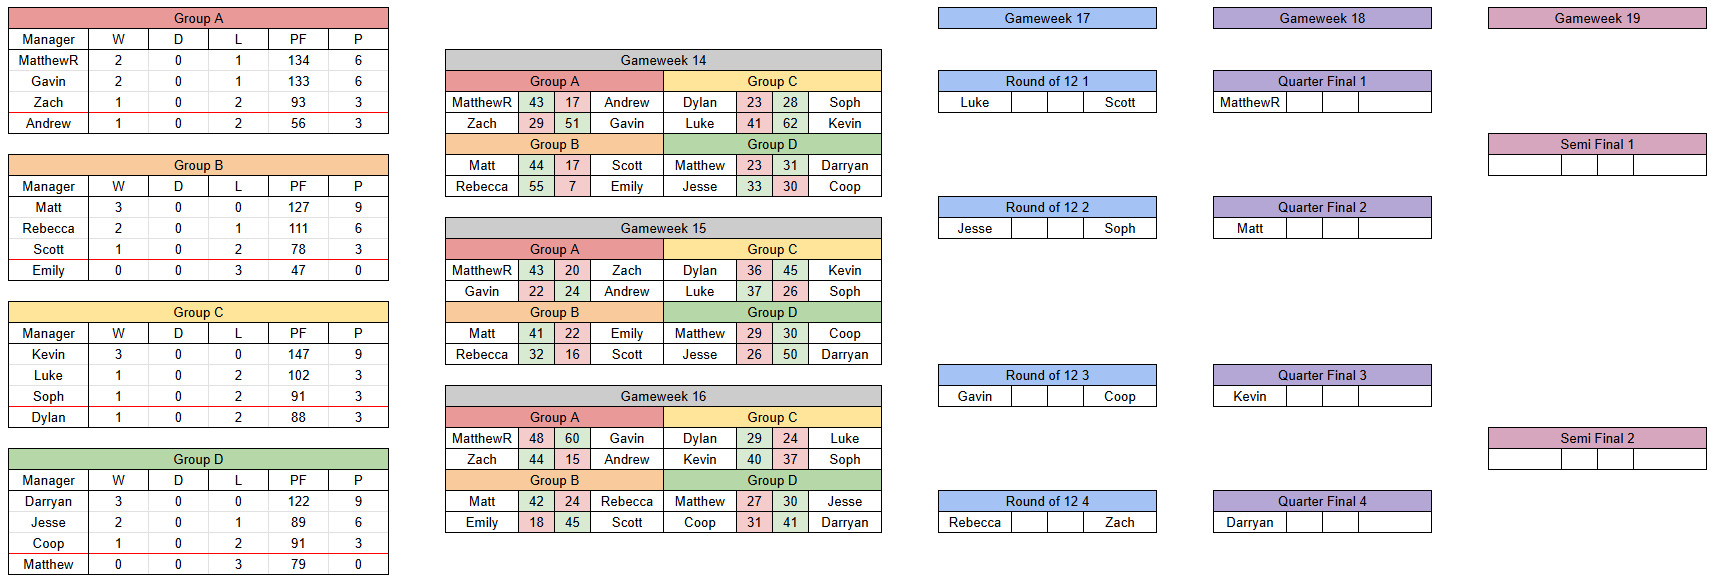 Group A
Manager W D L PF P
MatthewR 2 0 1 134 6
Gavin 2 0 1 133 6
Zach 1 0 2 93 3
Andrew 1 0 2 56 3
Group B
Manager W D L PF P
Matt 3 0 0 127 9
Rebecca 2 0 1 111 6
Scott 1 0 2 78 3
Emily 0 0 3 47 0
Group C
Manager W D L PF P
Kevin 3 0 0 147 9
Luke 1 0 2 102 3
Soph 1 0 2 91 3
Dylan 1 0 2 88 3
Group D
Manager W D L PF P
Darryan 3 0 0 122 9
Jesse 2 0 1 89 6
Coop 1 0 2 91 3
Matthew 0 0 3 79 0
Gameweek 14
Group A Group C
MatthewR 43 17 Andrew Dylan 23 28 Soph
Zach 29 51 Gavin Luke 41 62 Kevin
Group B Group D
Matt 44 17 Scott Matthew 23 31 Darryan
Rebecca 55 7 Emily Jesse 33 30 Coop
Gameweek 15
Group A Group C
MatthewR 43 20 Zach Dylan 36 45 Kevin
Gavin 22 24 Andrew Luke 37 26 Soph
Group B Group D
Matt 41 22 Emily Matthew 29 30 Coop
Rebecca 32 16 Scott Jesse 26 50 Darryan
Gameweek 16
Group A Group C
MatthewR 48 60 Gavin Dylan 29 24 Luke
Zach 44 15 Andrew Kevin 40 37 Soph
Group B Group D
Matt 42 24 Rebecca Matthew 27 30 Jesse
Emily 18 45 Scott Coop 31 41 Darryan
Gameweek 17
Round of 12 1
Luke Scott
Round of 12 2
Jesse Soph
Round of 12 3
Gavin Coop
Round of 12 4
Rebecca Zach
Gameweek 18
Quarter Final 1
MatthewR
Quarter Final 2
Matt
Quarter Final 3
Kevin
Quarter Final 4
Darryan
Gameweek 19
Semi Final 1
Semi Final 2